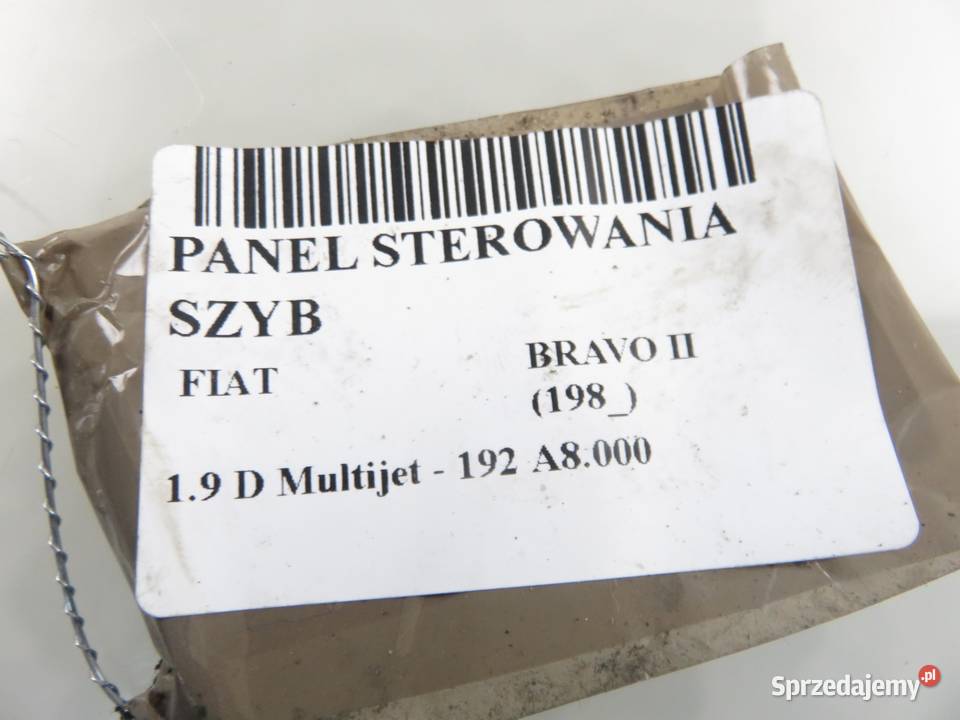 PANEL STEROWANIA
SZYB
FIAT
BRAVO II
(198_)
1.9 D Multijet - 192 A8.000
Sprzedajemy.pl